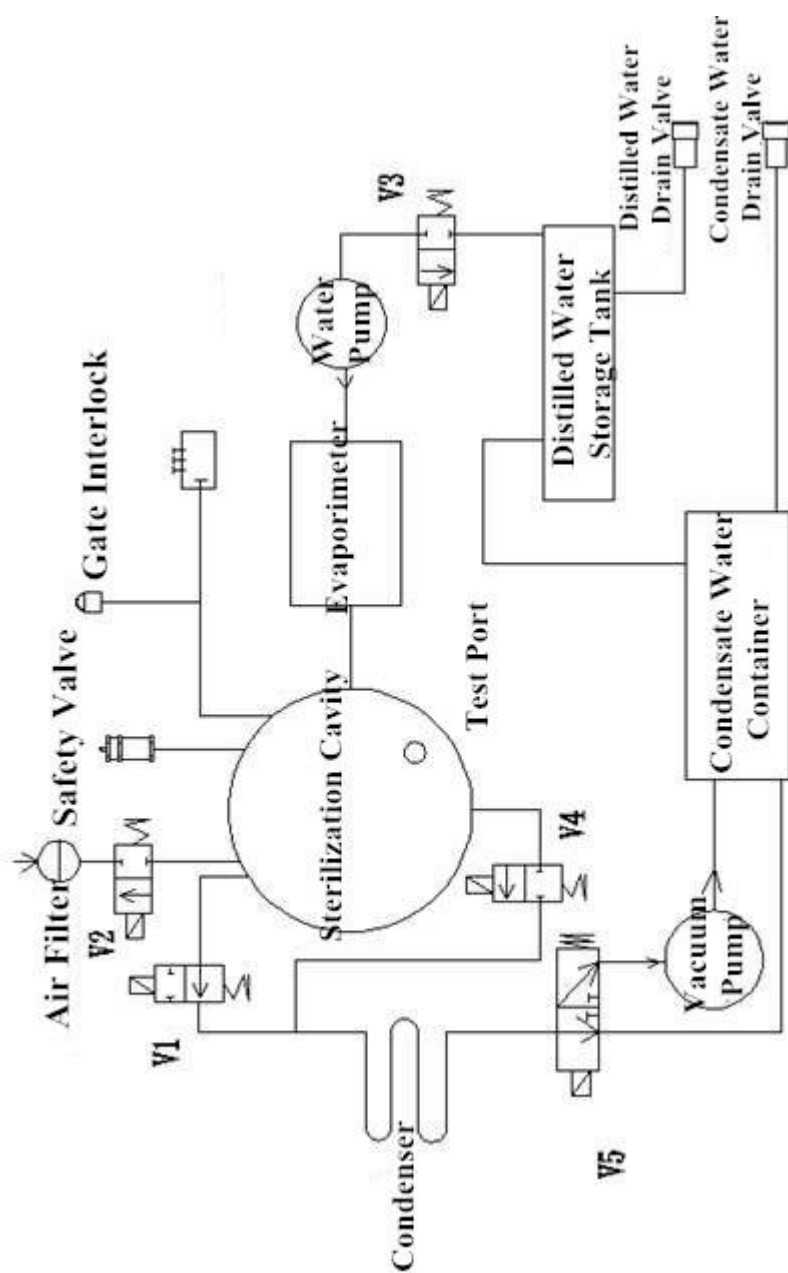 Air Filter
Safety Valve
Gate Interlock
V2
V1
Sterilization Cavity
Evaporimeter
Water
Pump
V3
Test Port
V4
Condenser
V5
Vacuum
Pump
Condensate Water
Container
Distilled Water
Storage Tank
Distilled Water
Drain Valve
Condensate Water
Drain Valve